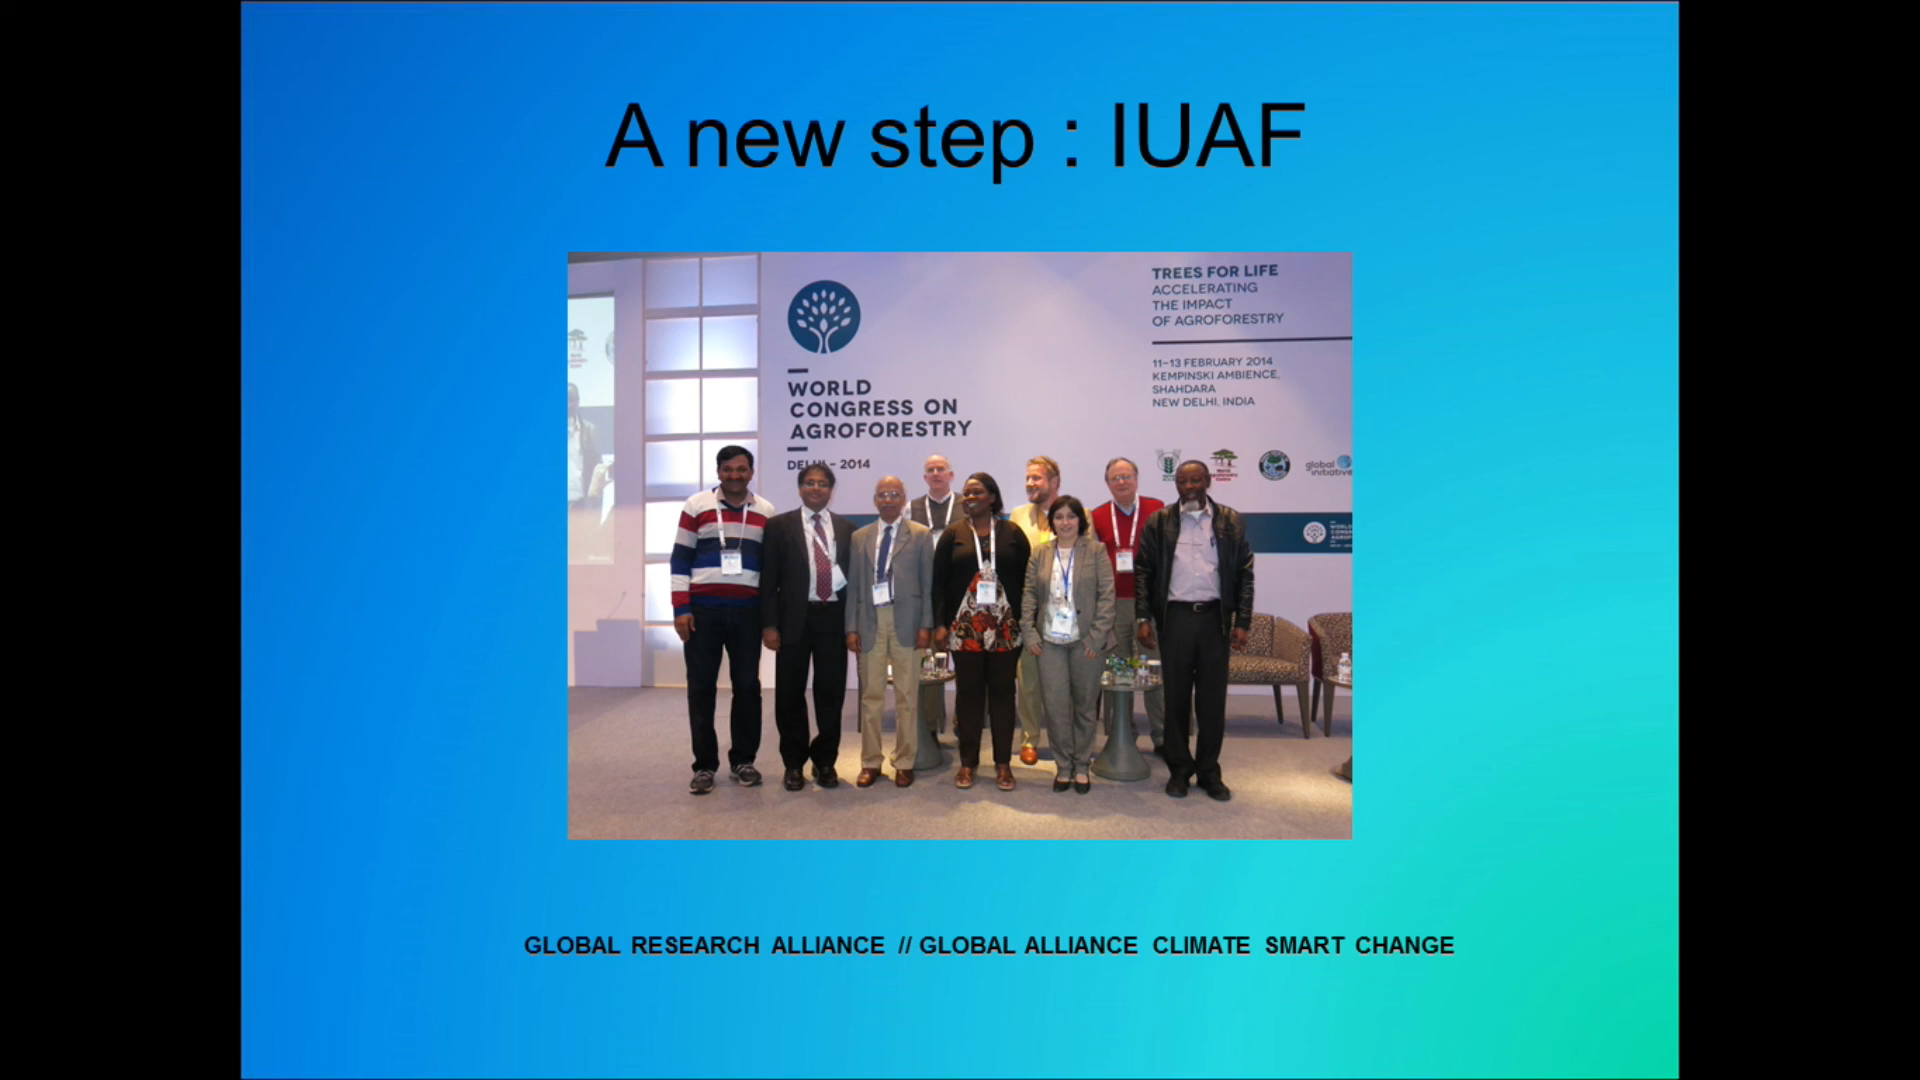 A new step : IUAF
TREES FOR LIFE
ACCELERATING
THE IMPACT
OF AGROFORESTRY
11–13 FEBRUARY 2014
KEMPINSKI AMBIENCE,
SHAHDARA
NEW DELHI, INDIA
WORLD
CONGRESS ON
AGROFORESTRY
DELHI – 2014
global
initiative
GLOBAL RESEARCH ALLIANCE // GLOBAL ALLIANCE CLIMATE SMART CHANGE